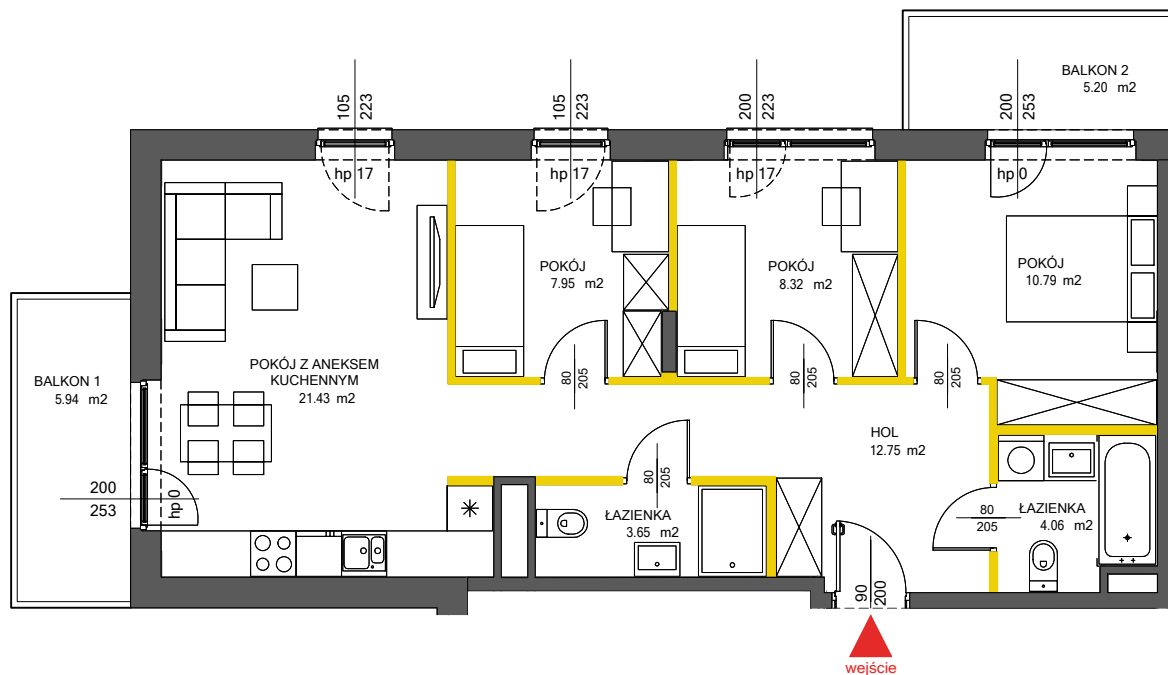 BALKON 2
5.20 m2
105
223
105
223
200
223
200
253
hp 17
hp 17
hp 17
hp 0
POKÓJ
7.95 m2
POKÓJ
8.32 m2
POKÓJ
10.79 m2
POKÓJ Z ANEKSEM
KUCHENNYM
21.43 m2
BALKON 1
5.94 m2
80
205
80
205
80
205
HOL
12.75 m2
200
253
hp 0
80
205
ŁAZIENKA
3.65 m2
80
205
ŁAZIENKA
4.06 m2
90
200
wejście